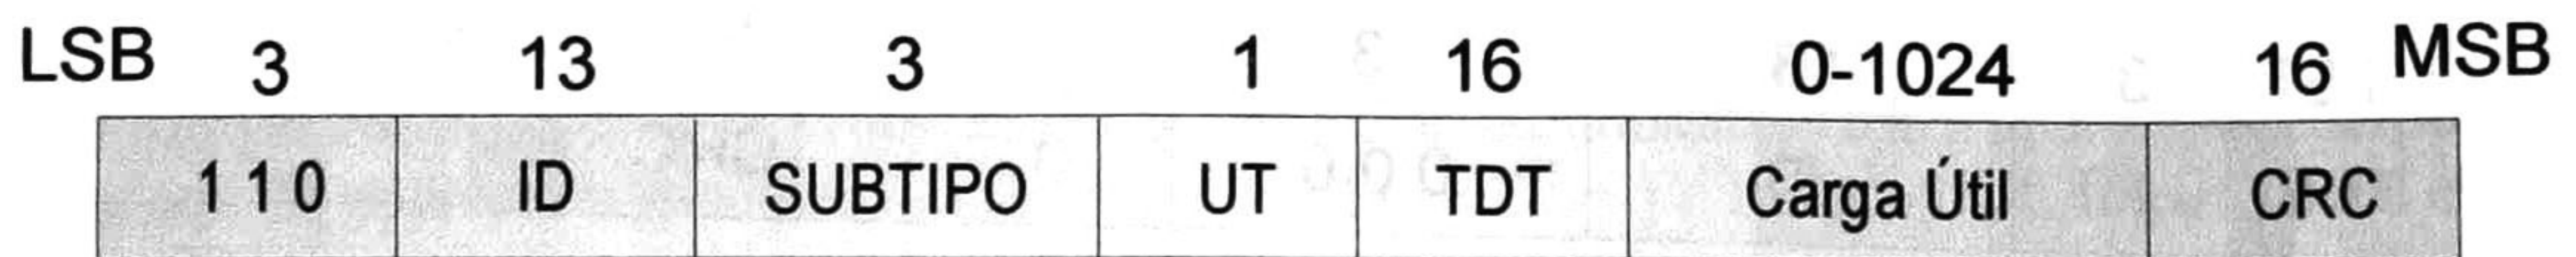 LSB 3 13 3 1 16 0-1024 16 MSB
1 1 0 ID SUBTIPO UT TDT Carga Útil CRC